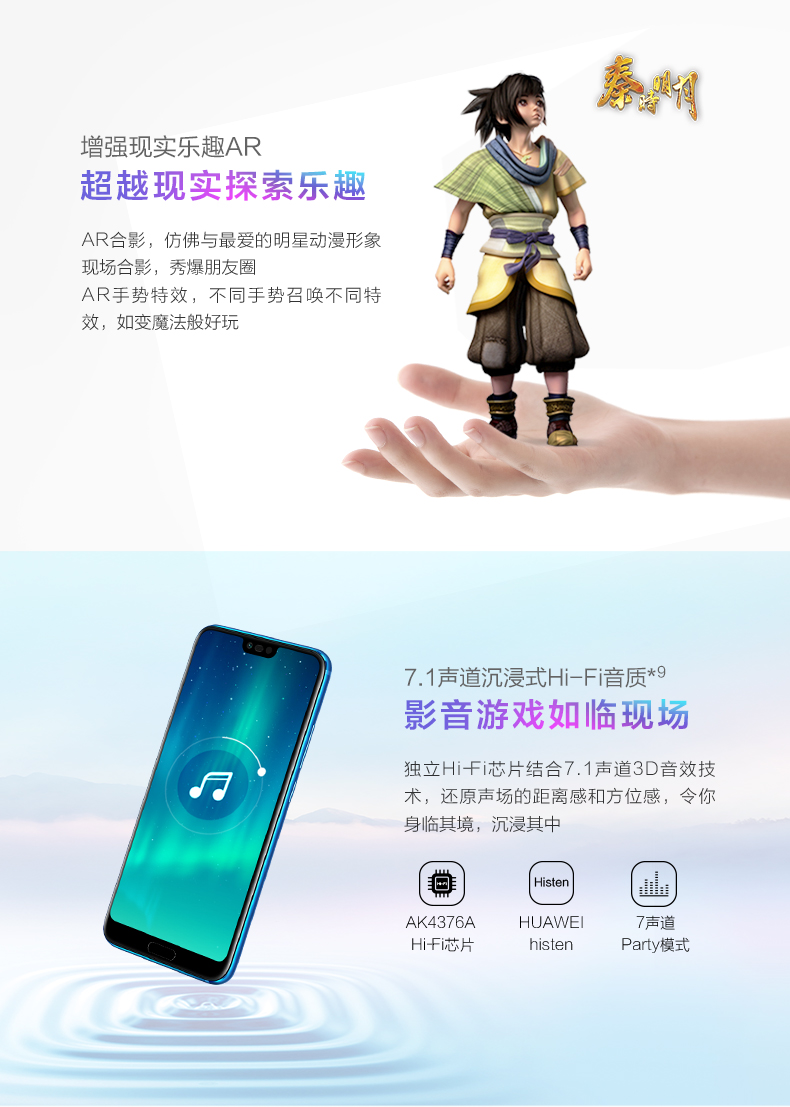 秦时明月
增强现实乐趣AR
超越现实探索乐趣
AR合影，仿佛与最爱的明星动漫形象
现场合影，秀爆朋友圈
AR手势特效，不同手势召唤不同特
效，如变魔法般好玩
7.1声道沉浸式Hi-Fi音质*9
影音游戏如临现场
独立Hi-Fi芯片结合7.1声道3D音效技
术，还原声场的距离感和方位感，令你
身临其境，沉浸其中
Hi-Fi
Histen
AK4376A
Hi-Fi芯片
HUAWEI
histen
7声道
Party模式